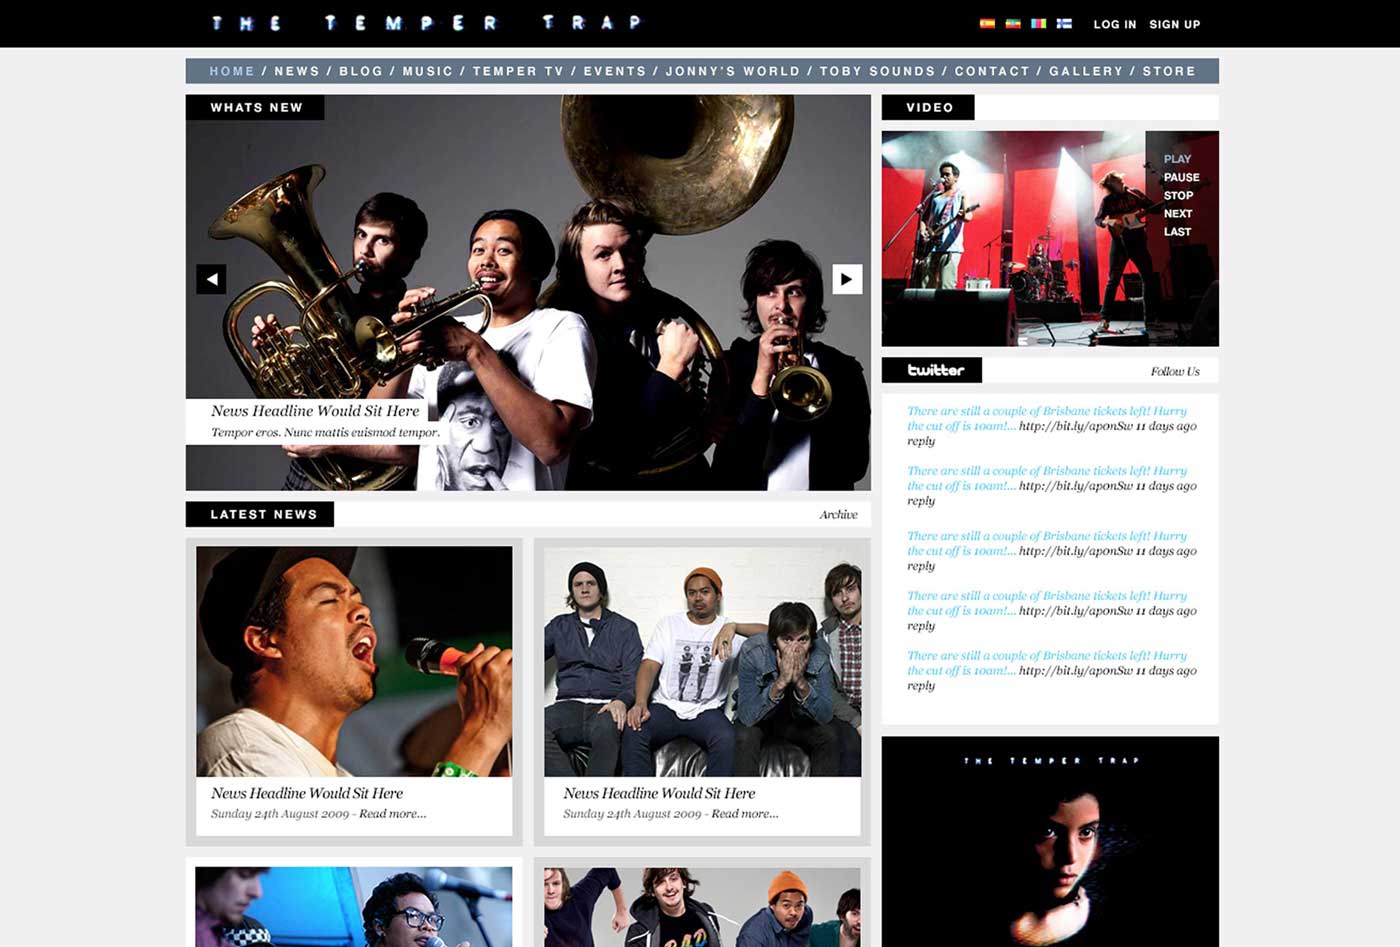 THE TEMPER TRAP
LOG IN SIGN UP
HOME / NEWS / BLOG / MUSIC / TEMPER TV / EVENTS / JONNY'S WORLD / TOBY SOUNDS / CONTACT / GALLERY / STORE
WHATS NEW
News Headline Would Sit Here
Tempor eros. Nunc mattis euismod tempor.
VIDEO
PLAY
PAUSE
STOP
NEXT
LAST
twitter Follow Us
There are still a couple of Brisbane tickets left! Hurry
the cut off is 10am!... http://bit.ly/aponSw 11 days ago
reply
There are still a couple of Brisbane tickets left! Hurry
the cut off is 10am!... http://bit.ly/aponSw 11 days ago
reply
There are still a couple of Brisbane tickets left! Hurry
the cut off is 10am!... http://bit.ly/aponSw 11 days ago
reply
There are still a couple of Brisbane tickets left! Hurry
the cut off is 10am!... http://bit.ly/aponSw 11 days ago
reply
There are still a couple of Brisbane tickets left! Hurry
the cut off is 10am!... http://bit.ly/aponSw 11 days ago
reply
LATEST NEWS Archive
News Headline Would Sit Here
Sunday 24th August 2009 - Read more...
News Headline Would Sit Here
Sunday 24th August 2009 - Read more...
THE TEMPER TRAP